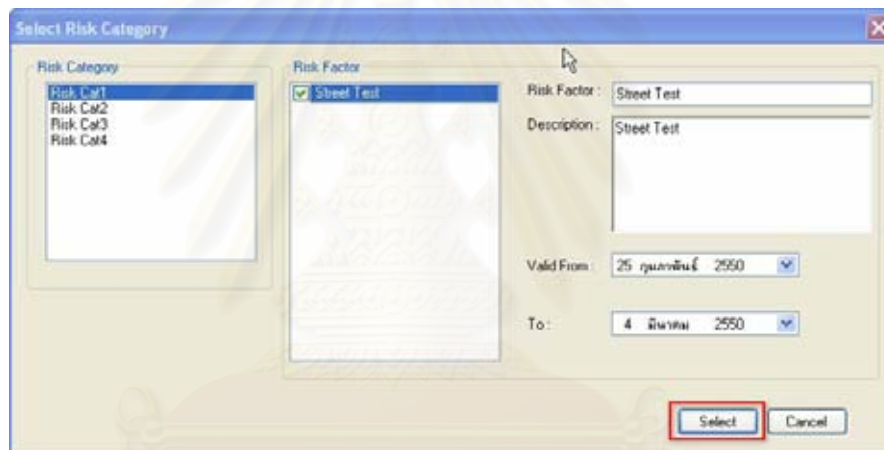 Select Risk Category
Risk Category
Risk Cat1
Risk Cat2
Risk Cat3
Risk Cat4
Risk Factor
Street Test
Risk Factor :
Street Test
Description :
Street Test
Valid From :
25 กุมภาพันธ์ 2550
To :
4 มีนาคม 2550
Select
Cancel